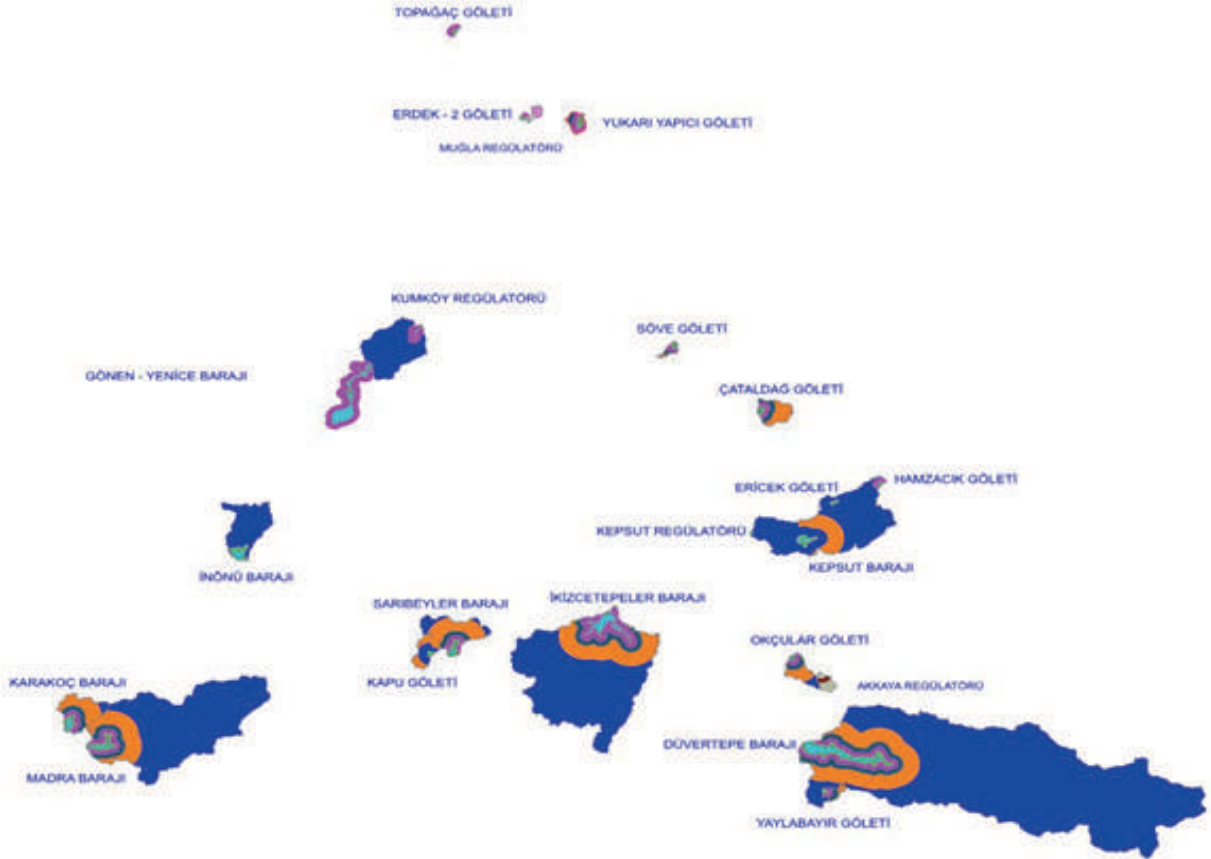 TOPAĞAÇ GÖLETİ
ERDEK - 2 GÖLETİ
YUKARI YAPICI GÖLETİ
MUĞLA REGÜLATÖRÜ
KUMKÖY REGÜLATÖRÜ
SÖVE GÖLETİ
GÖNEN - YENİCE BARAJI
ÇATALDAĞ GÖLETİ
ERİCEK GÖLETİ
HAMZACIK GÖLETİ
KEPSUT REGÜLATÖRÜ
KEPSUT BARAJI
İNÖNÜ BARAJI
SARIBEYLER BARAJI
İKİZCETEPELER BARAJI
OKÇULAR GÖLETİ
KARAKOÇ BARAJI
KAPU GÖLETİ
AKKAYA REGÜLATÖRÜ
DÜVERTEPE BARAJI
MADRA BARAJI
YAYLABAYIR GÖLETİ